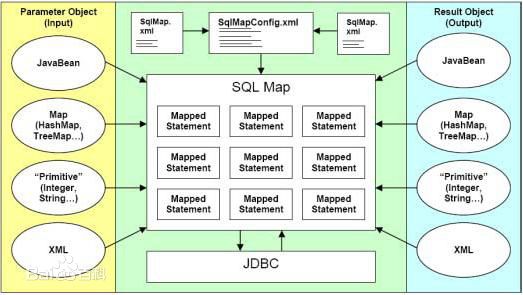 Parameter Object
(Input)
JavaBean
Map
(HashMap,
TreeMap...)
“Primitive”
(Integer,
String...)
XML
SqlMap.
xml
SqlMapConfig.xml
SqlMap.
xml
SQL Map
Mapped
Statement
Mapped
Statement
Mapped
Statement
Mapped
Statement
Mapped
Statement
Mapped
Statement
Mapped
Statement
Mapped
Statement
Mapped
Statement
JDBC
Result Object
(Output)
JavaBean
Map
(HashMap,
TreeMap...)
“Primitive”
(Integer,
String...)
XML
Bai百科